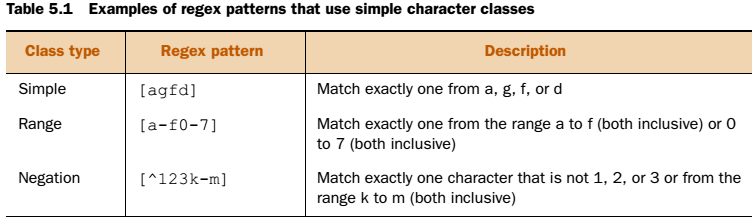 Table 5.1 Examples of regex patterns that use simple character classes
Class type Regex pattern Description
Simple [agfd] Match exactly one from a, g, f, or d
Range [a-f0-7] Match exactly one from the range a to f (both inclusive) or 0
to 7 (both inclusive)
Negation [^123k-m] Match exactly one character that is not 1, 2, or 3 or from the
range k to m (both inclusive)